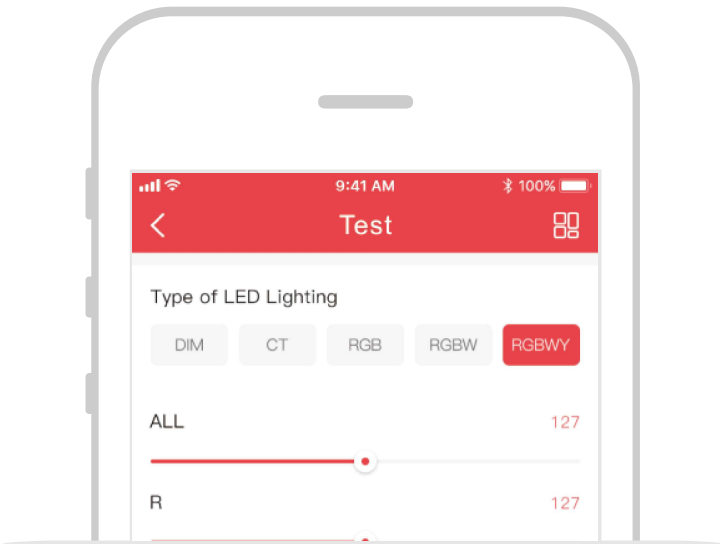 9:41 AM 100%
Test
Type of LED Lighting
DIM CT RGB RGBW RGBWY
ALL 127
R 127